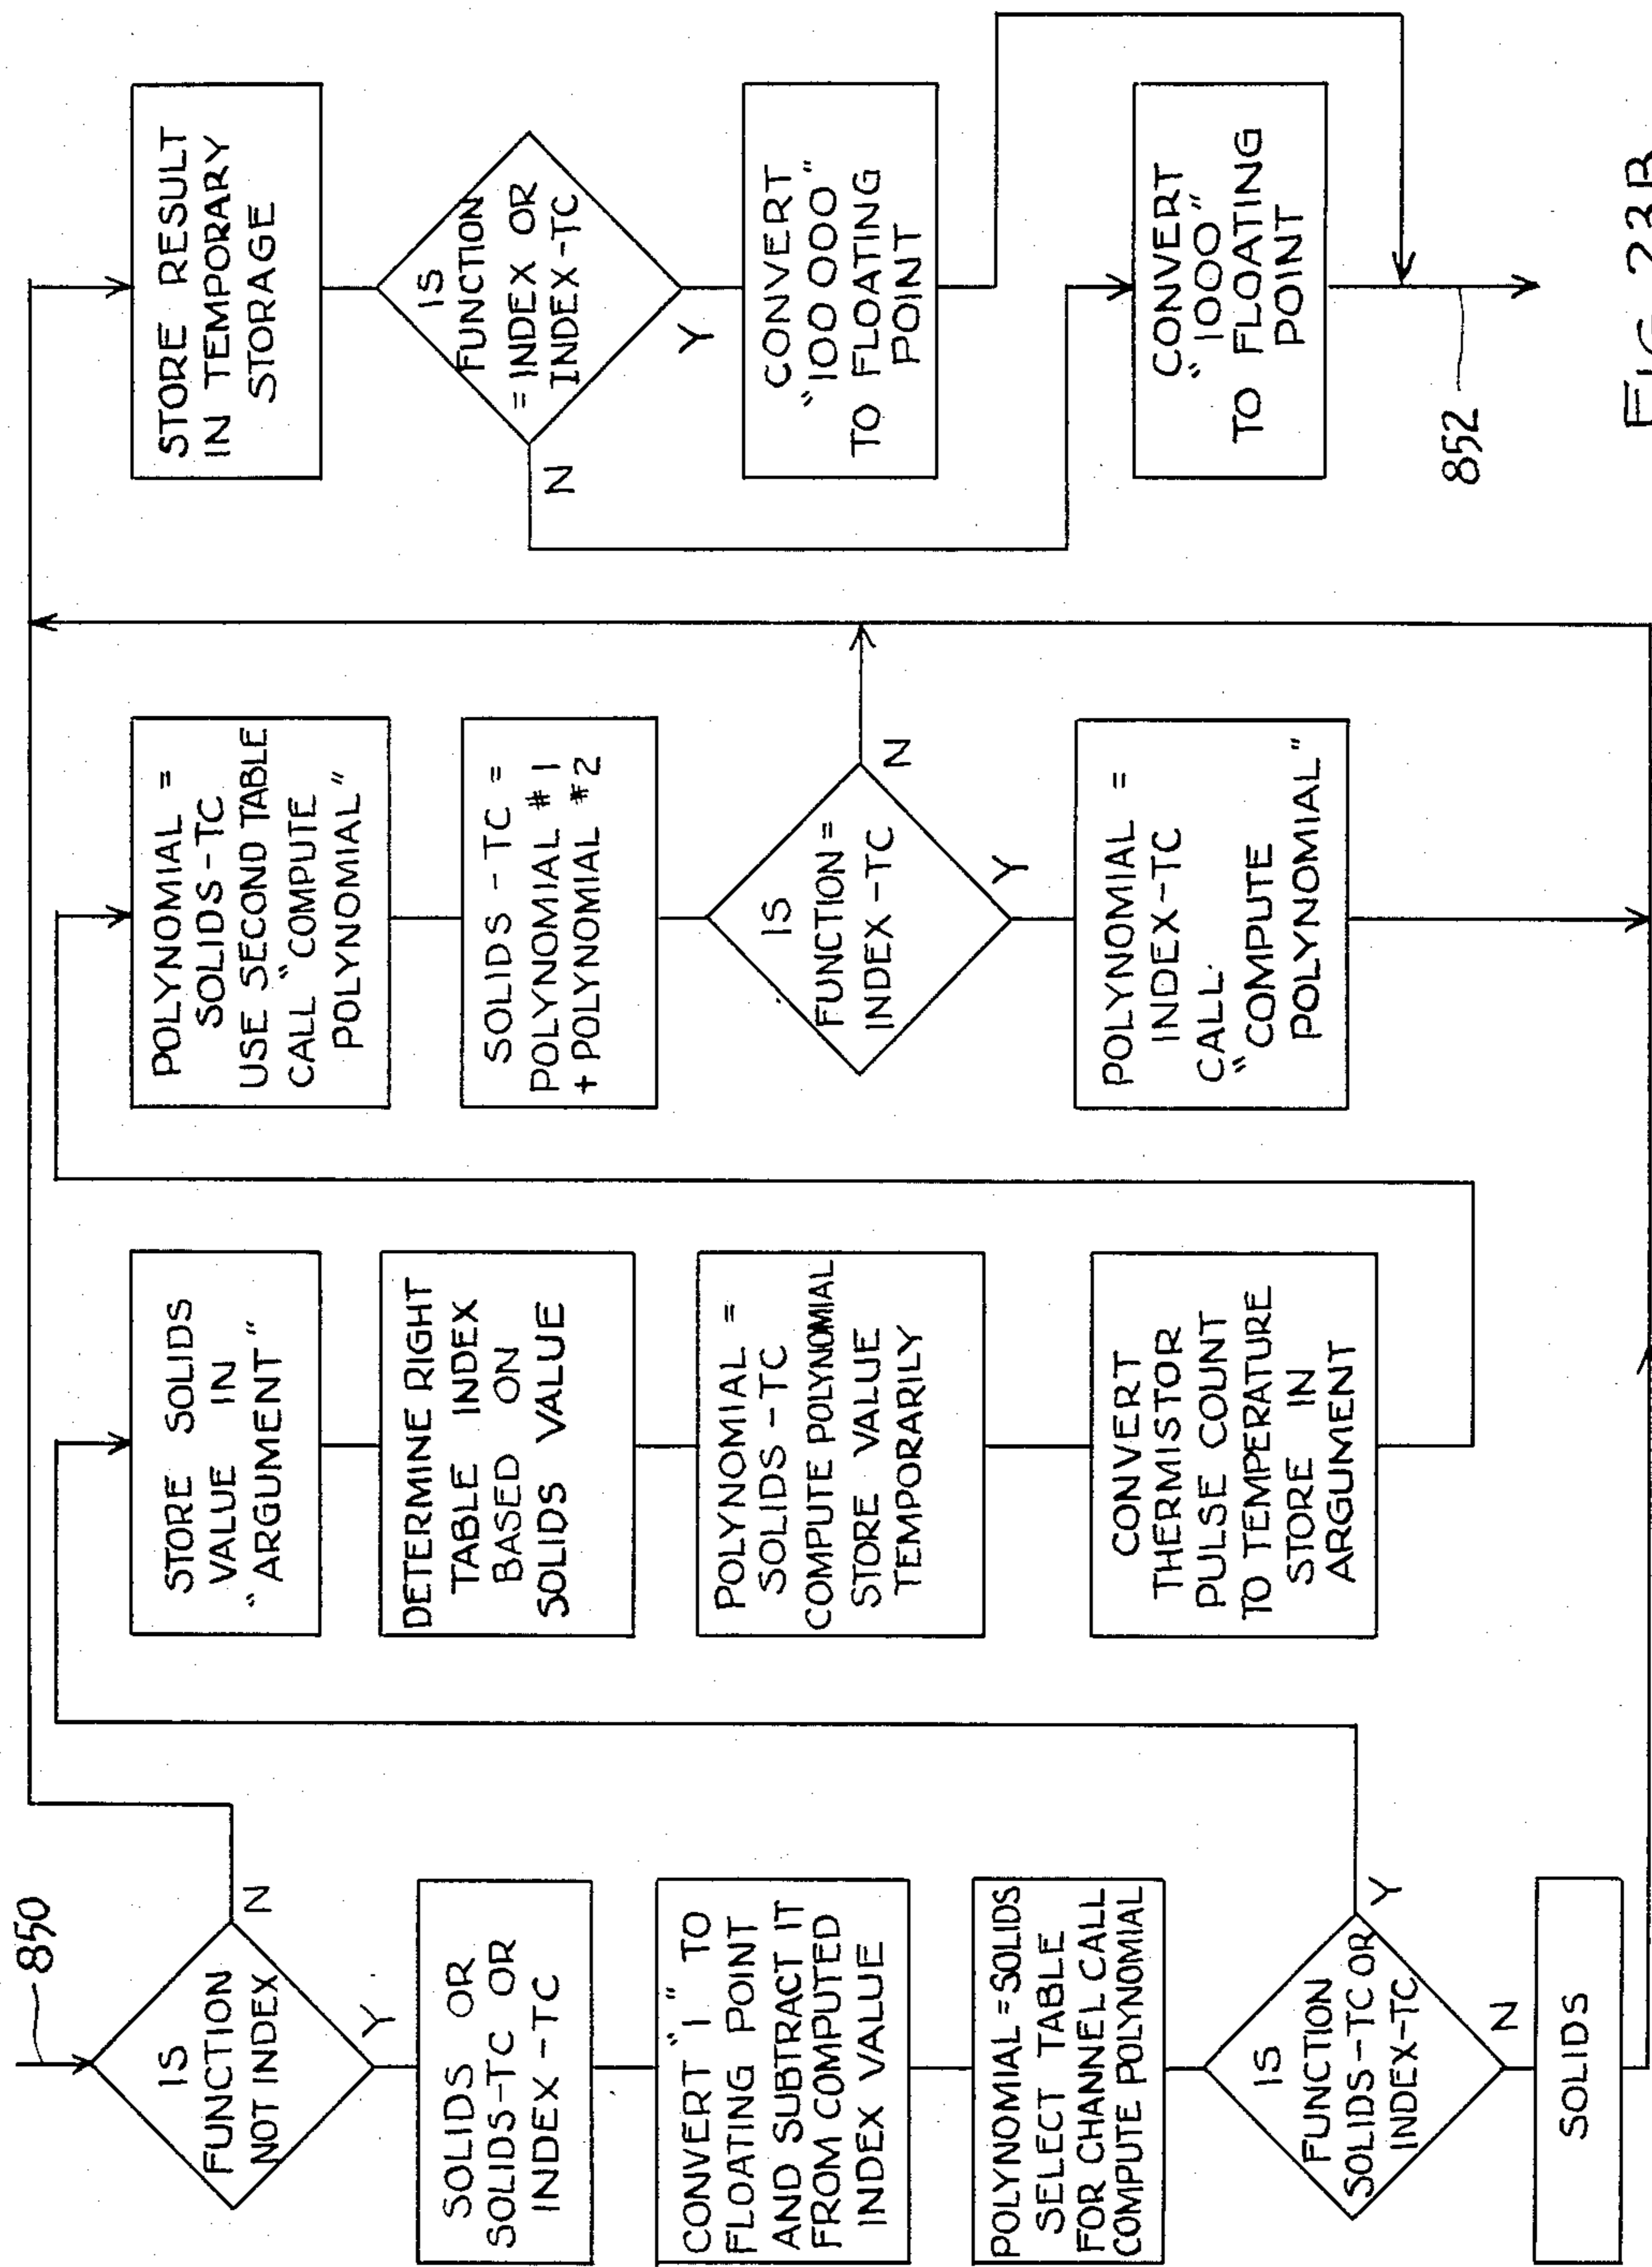 850
IS
FUNCTION
NOT INDEX
N
Y
SOLIDS OR
SOLIDS-TC OR
INDEX-TC
CONVERT "1" TO
FLOATING POINT
AND SUBTRACT IT
FROM COMPUTED
INDEX VALUE
POLYNOMIAL = SOLIDS
SELECT TABLE
FOR CHANNEL CALL
COMPUTE POLYNOMIAL
IS
FUNCTION
SOLIDS-TC OR
INDEX-TC
Y
N
SOLIDS
STORE SOLIDS
VALUE IN
"ARGUMENT"
DETERMINE RIGHT
TABLE INDEX
BASED ON
SOLIDS VALUE
POLYNOMIAL =
SOLIDS-TC
COMPUTE POLYNOMIAL
STORE VALUE
TEMPORARILY
CONVERT
THERMISTOR
PULSE COUNT
TO TEMPERATURE
STORE IN
ARGUMENT
POLYNOMIAL =
SOLIDS-TC
USE SECOND TABLE
CALL "COMPUTE
POLYNOMIAL"
SOLIDS-TC =
POLYNOMIAL #1
+ POLYNOMIAL #2
IS
FUNCTION =
INDEX-TC
N
Y
POLYNOMIAL =
INDEX-TC
CALL.
"COMPUTE
POLYNOMIAL"
STORE RESULT
IN TEMPORARY
STORAGE
IS
FUNCTION
= INDEX OR
INDEX-TC
N
Y
CONVERT
"100 000"
TO FLOATING
POINT
CONVERT
"1000"
TO FLOATING
POINT
852
FIG. 23B